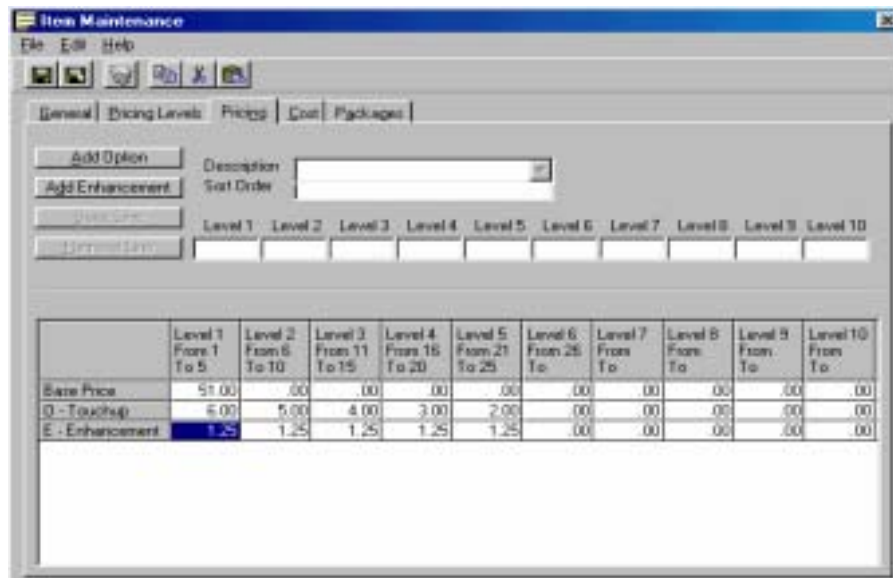 Item Maintenance
File Edit Help
General Pricing Levels Pricing Cost Packages
Add Option
Description
Add Enhancement
Sort Order
Level 1 Level 2 Level 3 Level 4 Level 5 Level 6 Level 7 Level 8 Level 9 Level 10
Level 1 Level 2 Level 3 Level 4 Level 5 Level 6 Level 7 Level 8 Level 9 Level 10
From 1 From 6 From 11 From 16 From 21 From 26 From From From From
To 5 To 10 To 15 To 20 To 25 To To To To To
Base Price 51.00 .00 .00 .00 .00 .00 .00 .00 .00 .00
O - Touchup 6.00 5.00 4.00 3.00 2.00 .00 .00 .00 .00 .00
E - Enhancement 1.25 1.25 1.25 1.25 1.25 .00 .00 .00 .00 .00